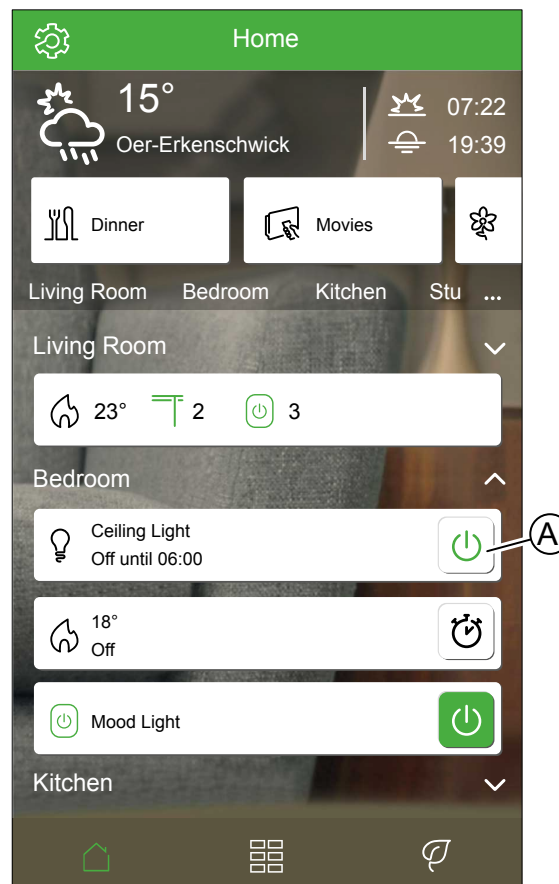 Home
15°
07:22
Oer-Erkenschwick
19:39
Dinner
Movies
Living Room Bedroom Kitchen Stu ...
Living Room
23° 2 3
Bedroom
Ceiling Light
Off until 06:00
A
18°
Off
Mood Light
Kitchen